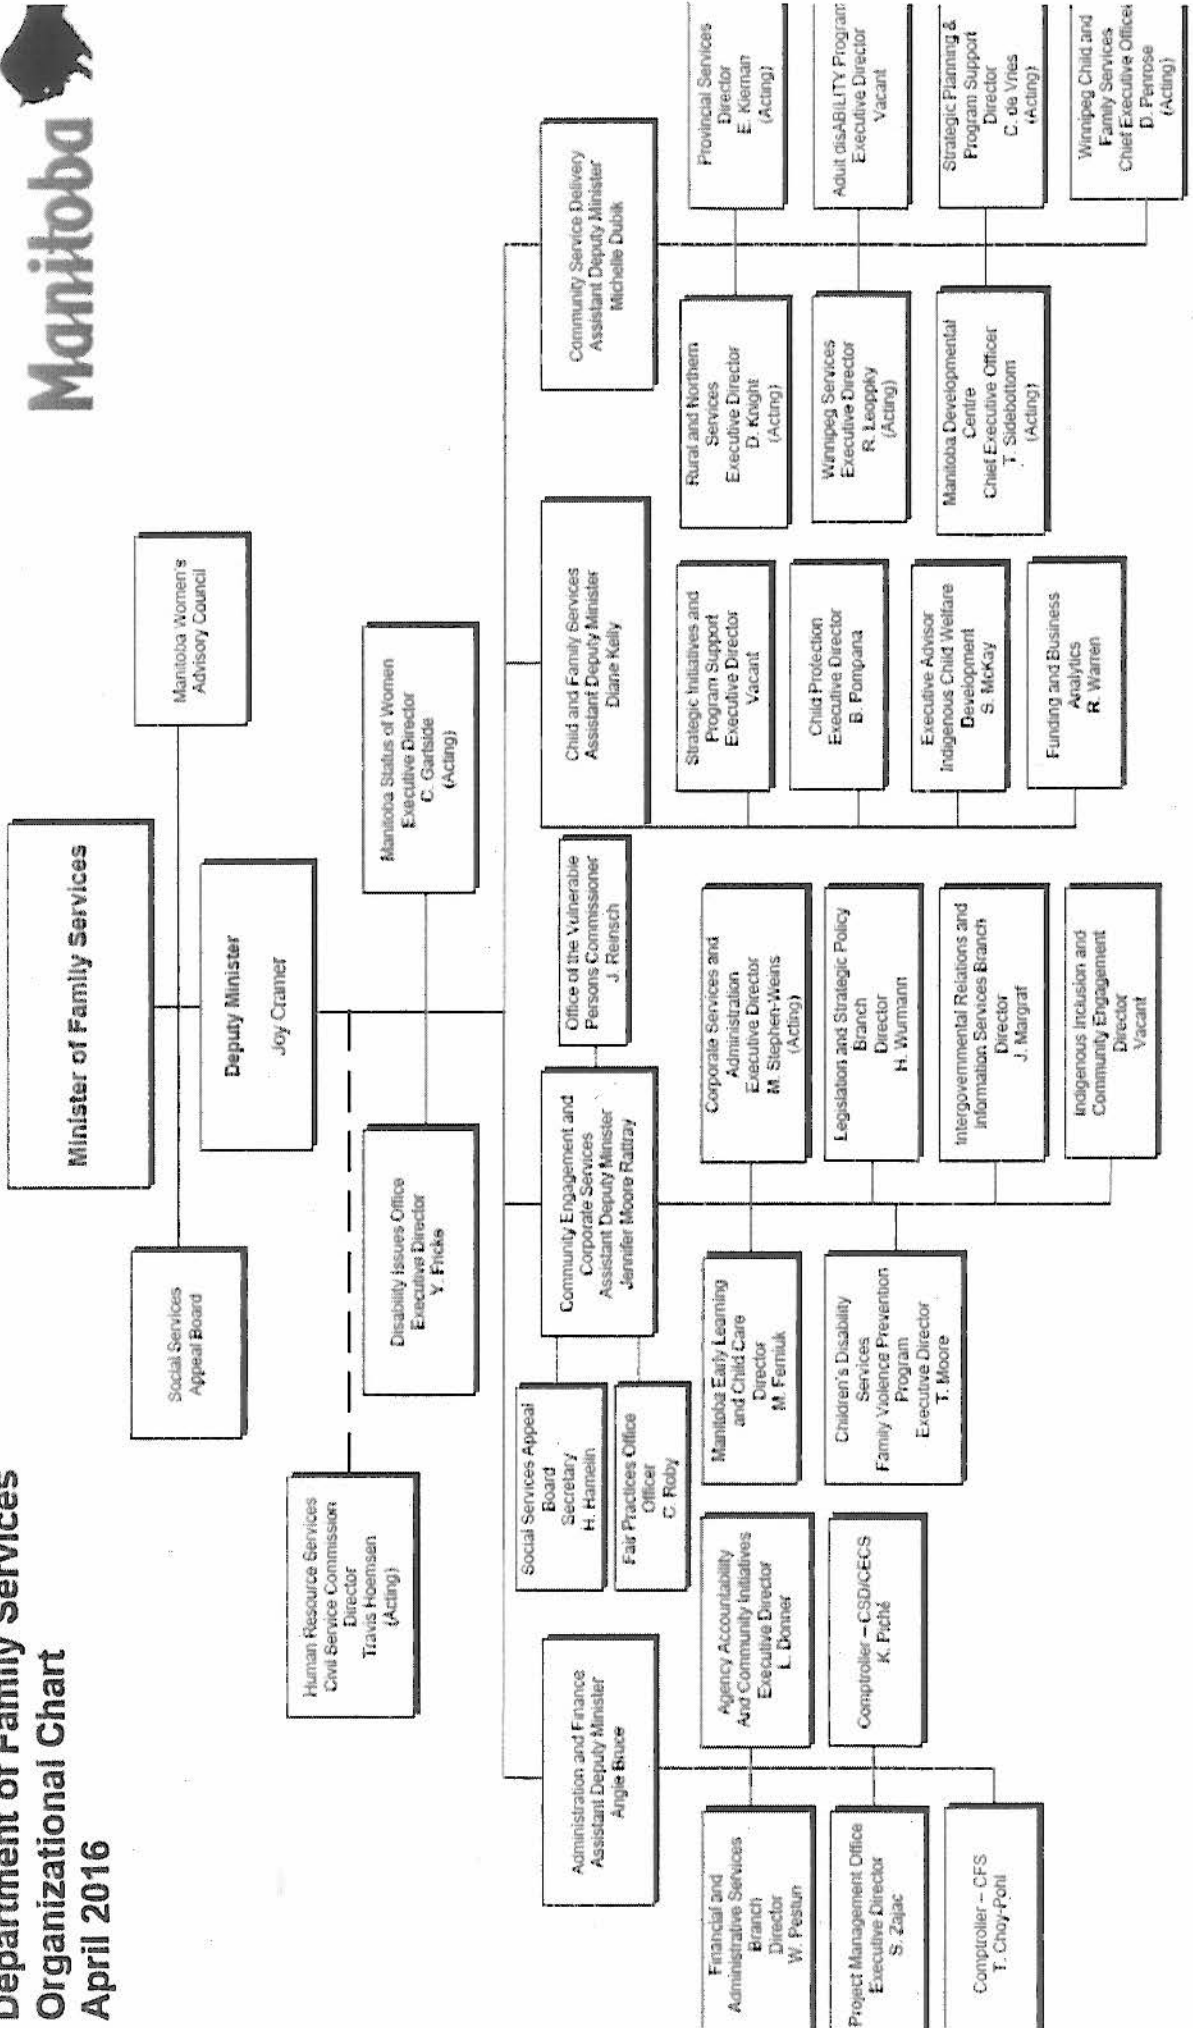 Department of Family Services
Organizational Chart
April 2016
Manitoba
Minister of Family Services
Social Services
Appeal Board
Manitoba Women's
Advisory Council
Deputy Minister
Joy Cramer
Human Resource Services
Civil Service Commission
Director
Travis Hoemsen
(Acting)
Disability Issues Office
Executive Director
Y. Fricke
Manitoba Status of Women
Executive Director
C. Gartside
(Acting)
Administration and Finance
Assistant Deputy Minister
Angie Bruce
Financial and
Administrative Services
Branch
Director
W. Pestun
Agency Accountability
And Community Initiatives
Executive Director
L. Donner
Project Management Office
Executive Director
S. Zajac
Comptroller – CSD/CECS
K. Piché
Comptroller – CFS
T. Choy-Pohl
Social Services Appeal
Board
Secretary
H. Hamelin
Fair Practices Office
Officer
C. Roby
Community Engagement and
Corporate Services
Assistant Deputy Minister
Jennifer Moore Rattray
Office of the Vulnerable
Persons Commissioner
J. Reinsch
Manitoba Early Learning
and Child Care
Director
M. Ferniuk
Corporate Services and
Administration
Executive Director
M. Stephen-Weins
(Acting)
Children's Disability
Services
Family Violence Prevention
Program
Executive Director
T. Moore
Legislation and Strategic Policy
Branch
Director
H. Wurmann
Intergovernmental Relations and
Information Services Branch
Director
J. Margraf
Indigenous Inclusion and
Community Engagement
Director
Vacant
Child and Family Services
Assistant Deputy Minister
Diane Kelly
Strategic Initiatives and
Program Support
Executive Director
Vacant
Child Protection
Executive Director
B. Pompana
Executive Advisor
Indigenous Child Welfare
Development
S. McKay
Funding and Business
Analytics
R. Warren
Community Service Delivery
Assistant Deputy Minister
Michelle Dubik
Rural and Northern
Services
Executive Director
D. Knight
(Acting)
Provincial Services
Director
E. Kiernan
(Acting)
Winnipeg Services
Executive Director
R. Leoppky
(Acting)
Adult disABILITY Program
Executive Director
Vacant
Manitoba Developmental
Centre
Chief Executive Officer
T. Sidebottom
(Acting)
Strategic Planning &
Program Support
Director
C. de Vries
(Acting)
Winnipeg Child and
Family Services
Chief Executive Officer
D. Penrose
(Acting)